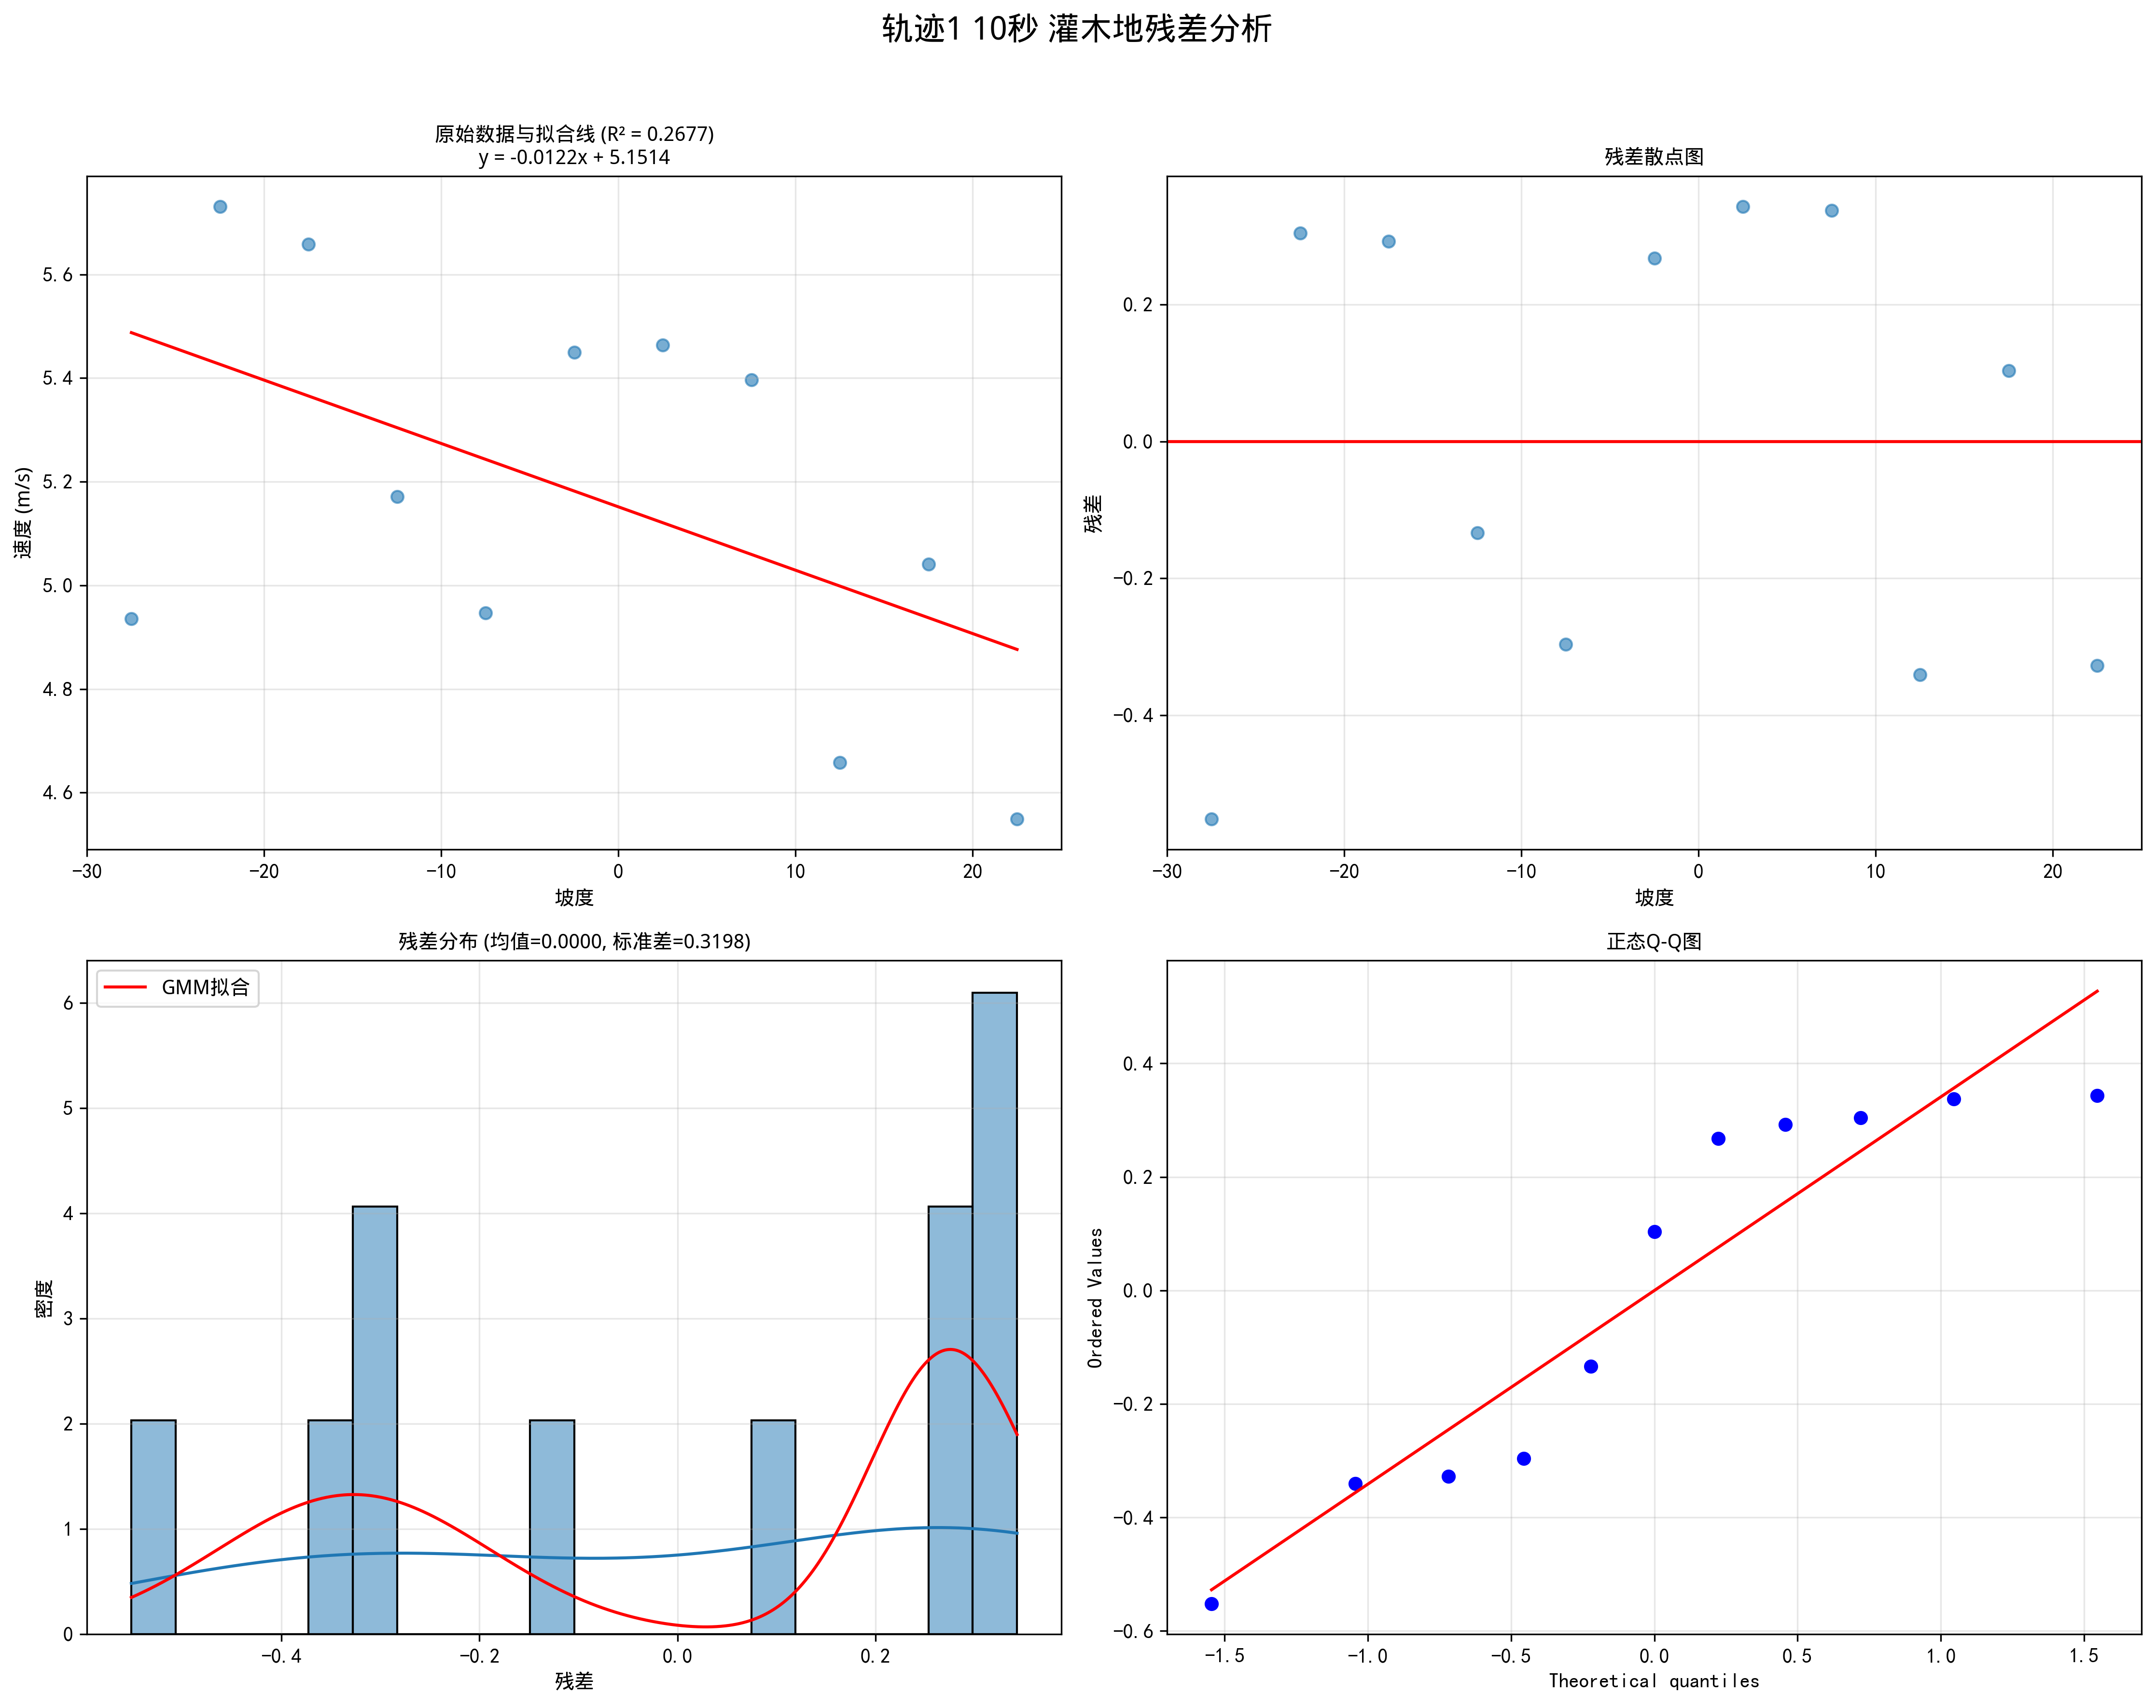 轨迹1 10秒 灌木地残差分析
原始数据与拟合线 (R² = 0.2677)
y = -0.0122x + 5.1514
速度 (m/s)
5.6
5.4
5.2
5.0
4.8
4.6
−30 −20 −10 0 10 20
坡度
残差散点图
残差
0.2
0.0
−0.2
−0.4
−30 −20 −10 0 10 20
坡度
残差分布 (均值=0.0000, 标准差=0.3198)
GMM拟合
密度
6
5
4
3
2
1
0
−0.4 −0.2 0.0 0.2
残差
正态Q-Q图
Ordered Values
0.4
0.2
0.0
−0.2
−0.4
−0.6
−1.5 −1.0 −0.5 0.0 0.5 1.0 1.5
Theoretical quantiles